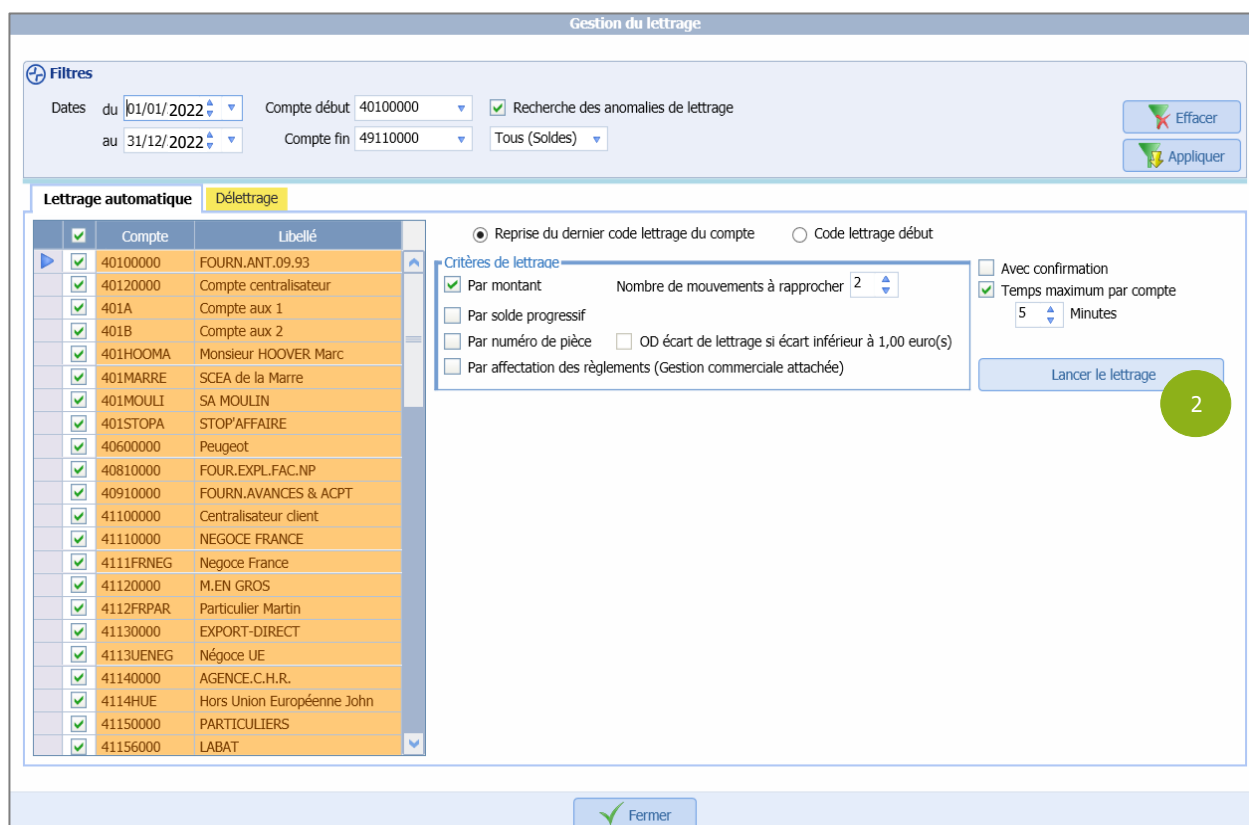 Gestion du lettrage
Filtres
Dates du 01/01/2022 Compte début 40100000 Recherche des anomalies de lettrage
au 31/12/2022 Compte fin 49110000 Tous (Soldes)
Effacer
Appliquer
Lettrage automatique Délettrage
Compte Libellé
40100000 FOURN.ANT.09.93
40120000 Compte centralisateur
401A Compte aux 1
401B Compte aux 2
401HOOMA Monsieur HOOVER Marc
401MARRE SCEA de la Marre
401MOULI SA MOULIN
401STOPA STOP'AFFAIRE
40600000 Peugeot
40810000 FOUR.EXPL.FAC.NP
40910000 FOURN.AVANCES & ACPT
41100000 Centralisateur client
41110000 NEGOCE FRANCE
4111FRNEG Negoce France
41120000 M.EN GROS
4112FRPAR Particulier Martin
41130000 EXPORT-DIRECT
4113UENEG Négoce UE
41140000 AGENCE.C.H.R.
4114HUE Hors Union Européenne John
41150000 PARTICULIERS
41156000 LABAT
Reprise du dernier code lettrage du compte Code lettrage début
Critères de lettrage
Par montant Nombre de mouvements à rapprocher 2
Par solde progressif
Par numéro de pièce OD écart de lettrage si écart inférieur à 1,00 euro(s)
Par affectation des règlements (Gestion commerciale attachée)
Avec confirmation
Temps maximum par compte
5 Minutes
Lancer le lettrage
2
Fermer